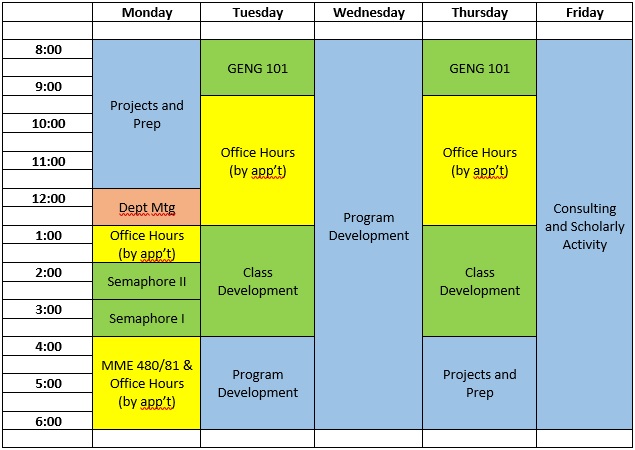 Monday Tuesday Wednesday Thursday Friday
8:00
GENG 101 GENG 101
9:00
Projects and
Prep
10:00
Office Hours
(by app't)
Office Hours
(by app't)
11:00
12:00
Dept Mtg
Program
Development
Consulting
and Scholarly
Activity
1:00
Office Hours
(by app't)
2:00
Semaphore II
Class
Development
Class
Development
3:00
Semaphore I
4:00
MME 480/81 &
Office Hours
(by app't)
Program
Development
Projects and
Prep
5:00
6:00